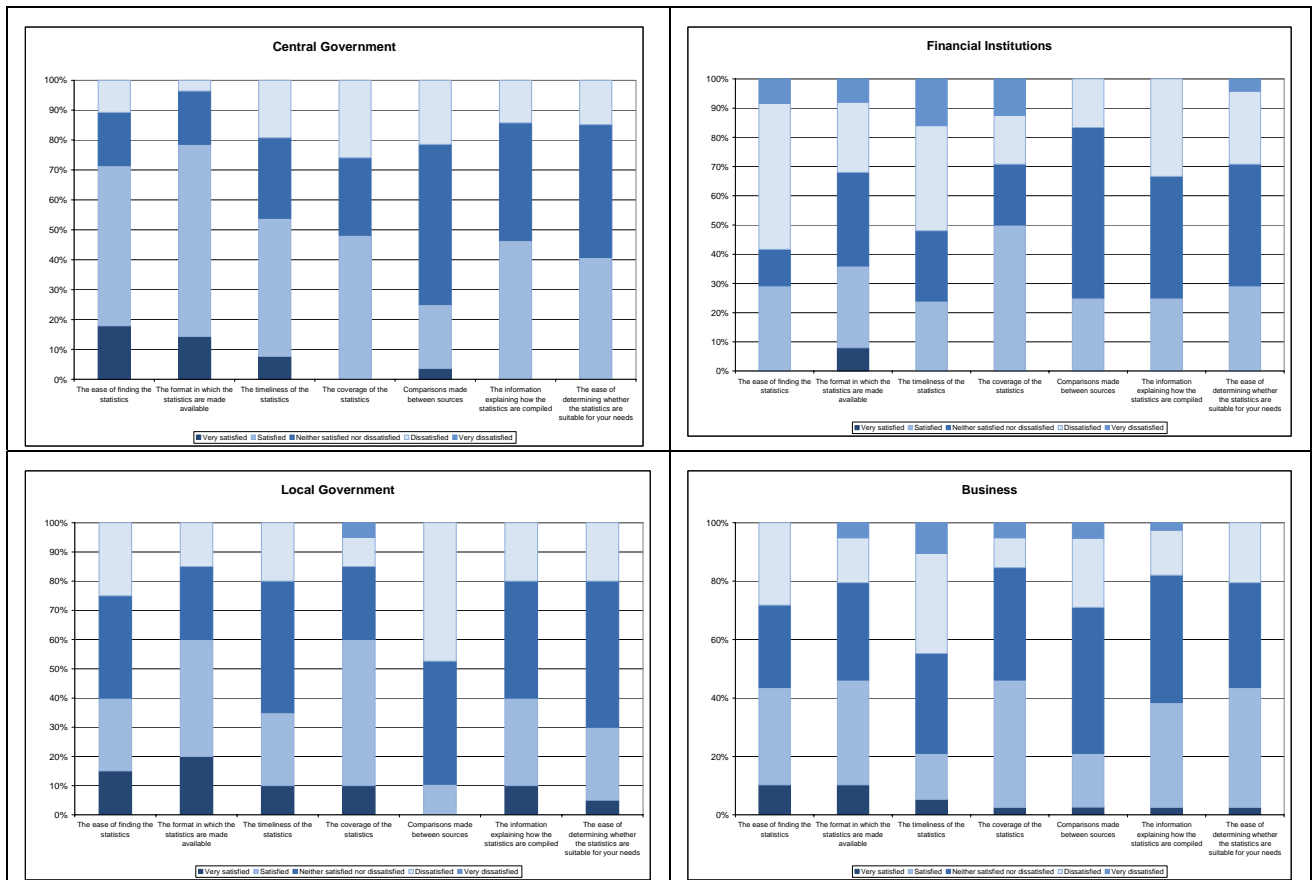 Central Government
100%
90%
80%
70%
60%
50%
40%
30%
20%
10%
0%
The ease of finding the
statistics
The format in which the
statistics are made
available
The timeliness of the
statistics
The coverage of the
statistics
Comparisons made
between sources
The information
explaining how the
statistics are compiled
The ease of
determining whether
the statistics are
suitable for your needs
Very satisfied Satisfied Neither satisfied nor dissatisfied Dissatisfied Very dissatisfied
Financial Institutions
100%
90%
80%
70%
60%
50%
40%
30%
20%
10%
0%
The ease of finding the
statistics
The format in which the
statistics are made
available
The timeliness of the
statistics
The coverage of the
statistics
Comparisons made
between sources
The information
explaining how the
statistics are compiled
The ease of
determining whether
the statistics are
suitable for your needs
Very satisfied Satisfied Neither satisfied nor dissatisfied Dissatisfied Very dissatisfied
Local Government
100%
90%
80%
70%
60%
50%
40%
30%
20%
10%
0%
The ease of finding the
statistics
The format in which the
statistics are made
available
The timeliness of the
statistics
The coverage of the
statistics
Comparisons made
between sources
The information
explaining how the
statistics are compiled
The ease of
determining whether
the statistics are
suitable for your needs
Very satisfied Satisfied Neither satisfied nor dissatisfied Dissatisfied Very dissatisfied
Business
100%
90%
80%
70%
60%
50%
40%
30%
20%
10%
0%
The ease of finding the
statistics
The format in which the
statistics are made
available
The timeliness of the
statistics
The coverage of the
statistics
Comparisons made
between sources
The information
explaining how the
statistics are compiled
The ease of
determining whether
the statistics are
suitable for your needs
Very satisfied Satisfied Neither satisfied nor dissatisfied Dissatisfied Very dissatisfied